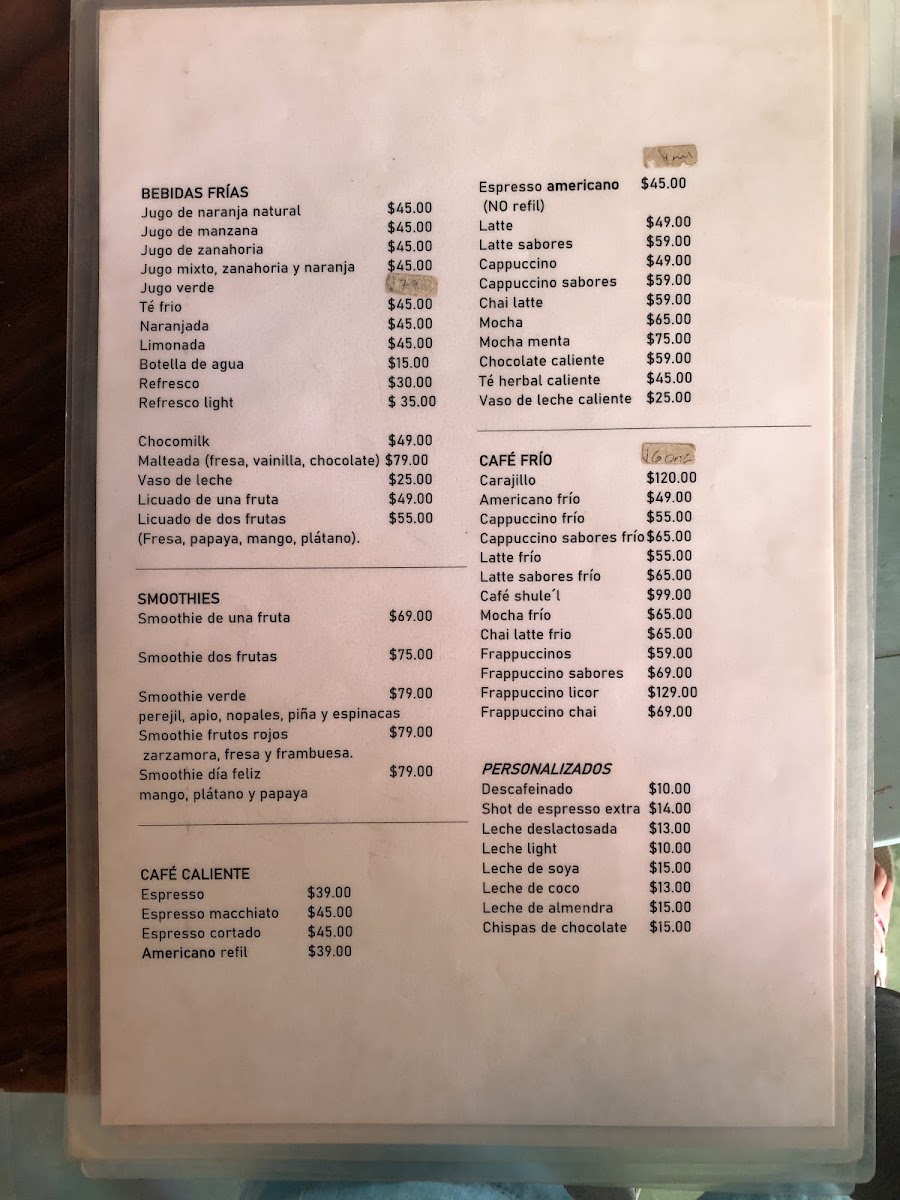 BEBIDAS FRÍAS
Jugo de naranja natural $45.00
Jugo de manzana $45.00
Jugo de zanahoria $45.00
Jugo mixto, zanahoria y naranja $45.00
Jugo verde
Té frio $45.00
Naranjada $45.00
Limonada $45.00
Botella de agua $15.00
Refresco $30.00
Refresco light $ 35.00
Chocomilk $49.00
Malteada (fresa, vainilla, chocolate) $79.00
Vaso de leche $25.00
Licuado de una fruta $49.00
Licuado de dos frutas $55.00
(Fresa, papaya, mango, plátano).
SMOOTHIES
Smoothie de una fruta $69.00
Smoothie dos frutas $75.00
Smoothie verde $79.00
perejil, apio, nopales, piña y espinacas
Smoothie frutos rojos $79.00
zarzamora, fresa y frambuesa.
Smoothie día feliz $79.00
mango, plátano y papaya
CAFÉ CALIENTE
Espresso $39.00
Espresso macchiato $45.00
Espresso cortado $45.00
Americano refil $39.00
Espresso americano $45.00
(NO refil)
Latte $49.00
Latte sabores $59.00
Cappuccino $49.00
Cappuccino sabores $59.00
Chai latte $59.00
Mocha $65.00
Mocha menta $75.00
Chocolate caliente $59.00
Té herbal caliente $45.00
Vaso de leche caliente $25.00
CAFÉ FRÍO
Carajillo $120.00
Americano frío $49.00
Cappuccino frío $55.00
Cappuccino sabores frío $65.00
Latte frío $55.00
Latte sabores frío $65.00
Café shule´l $99.00
Mocha frío $65.00
Chai latte frio $65.00
Frappuccinos $59.00
Frappuccino sabores $69.00
Frappuccino licor $129.00
Frappuccino chai $69.00
PERSONALIZADOS
Descafeinado $10.00
Shot de espresso extra $14.00
Leche deslactosada $13.00
Leche light $10.00
Leche de soya $15.00
Leche de coco $13.00
Leche de almendra $15.00
Chispas de chocolate $15.00